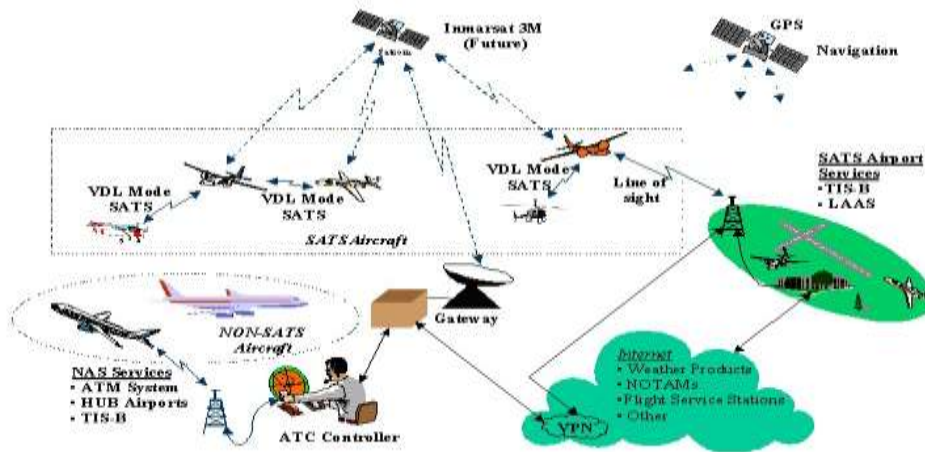 Inmarsat 3M
(Future)
GPS
Navigation
VDL Mode
SATS
VDL Mode
SATS
VDL Mode
SATS
Line of
sight
SATS Aircraft
SATS Airport
Services
•TIS-B
• LAAS
Gateway
NON-SATS
Aircraft
NAS Services
• ATM System
• HUB Airports
• TIS-B
ATC Controller
Internet
• Weather Products
• NOTAMs
•Flight Service Stations
• Other
VPN